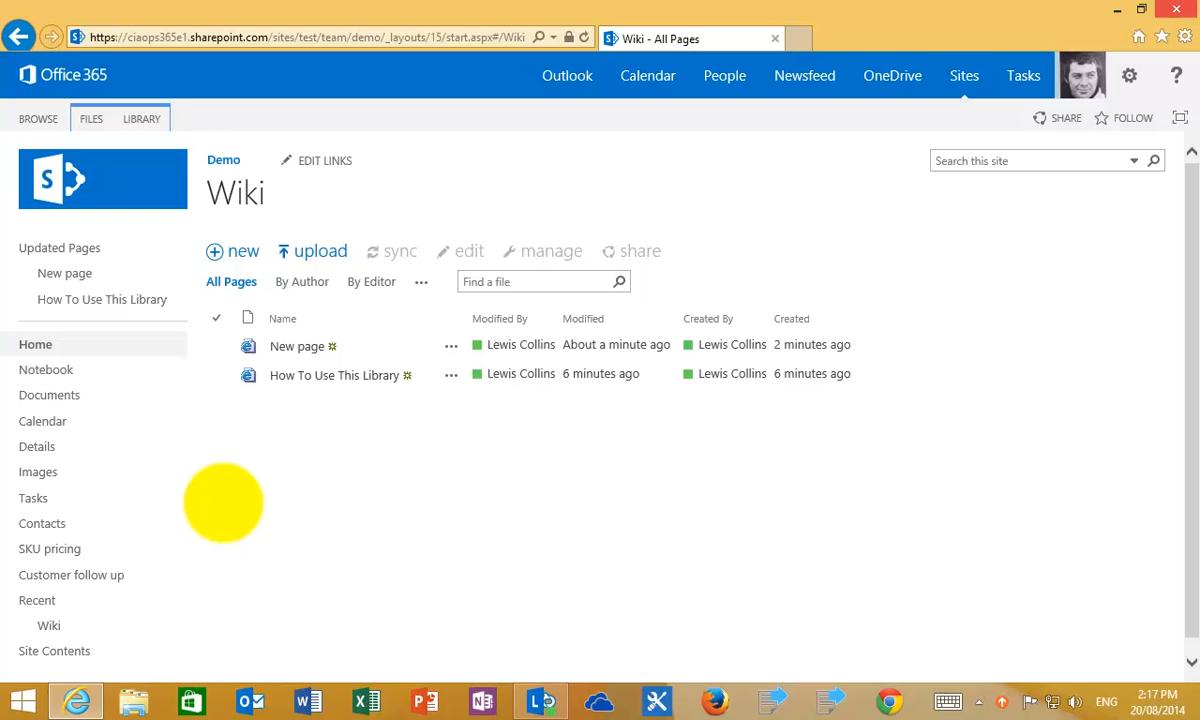 https://ciaops365e1.sharepoint.com/sites/test/team/demo/_layouts/15/start.aspx#/Wiki
Wiki - All Pages
Office 365
Outlook Calendar People Newsfeed OneDrive Sites Tasks ?
BROWSE FILES LIBRARY
SHARE FOLLOW
S
Demo EDIT LINKS
Search this site
Wiki
Updated Pages
New page
How To Use This Library
Home
Notebook
Documents
Calendar
Details
Images
Tasks
Contacts
SKU pricing
Customer follow up
Recent
Wiki
Site Contents
new upload sync edit manage share
All Pages By Author By Editor ... Find a file
Name Modified By Modified Created By Created
New page ... Lewis Collins About a minute ago Lewis Collins 2 minutes ago
How To Use This Library ... Lewis Collins 6 minutes ago Lewis Collins 6 minutes ago
ENG
2:17 PM
20/08/2014